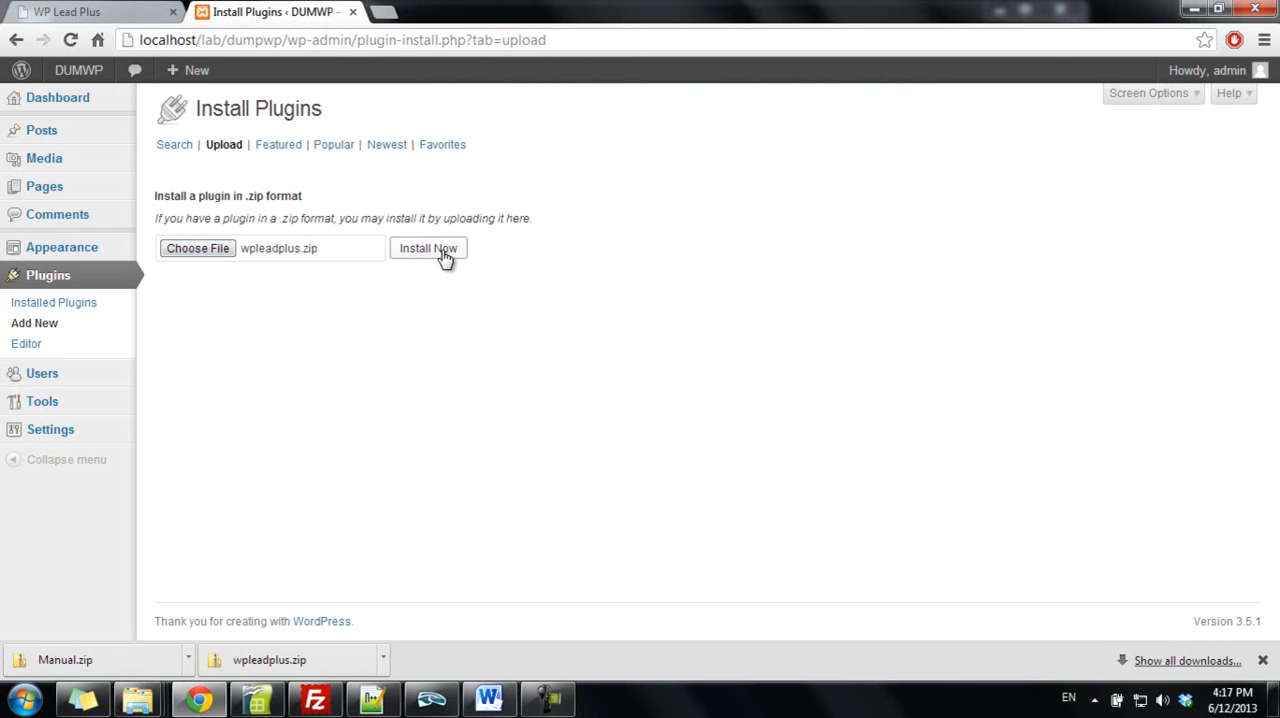 WP Lead Plus
Install Plugins ‹ DUMWP –
localhost/lab/dumpwp/wp-admin/plugin-install.php?tab=upload
DUMWP
New
Howdy, admin
Dashboard
Posts
Media
Pages
Comments
Appearance
Plugins
Installed Plugins
Add New
Editor
Users
Tools
Settings
Collapse menu
Screen Options
Help
Install Plugins
Search | Upload | Featured | Popular | Newest | Favorites
Install a plugin in .zip format
If you have a plugin in a .zip format, you may install it by uploading it here.
Choose File wpleadplus.zip Install Now
Thank you for creating with WordPress.
Version 3.5.1
Manual.zip
wpleadplus.zip
Show all downloads...
EN
4:17 PM
6/12/2013